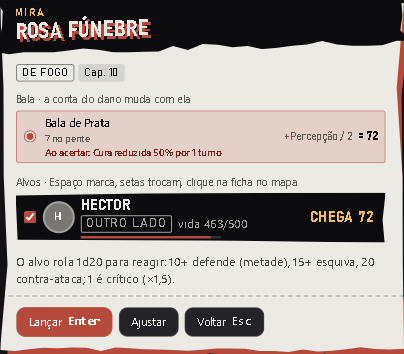 MIRA
ROSA FÚNEBRE
DE FOGO Cap. 10
Bala · a conta do dano muda com ela
Bala de Prata
7 no pente
+Percepção / 2 = 72
Ao acertar: Cura reduzida 50% por 1 turno
Alvos · Espaço marca, setas trocam, clique na ficha no mapa
H
HECTOR
OUTRO LADO vida 463/500
CHEGA 72
O alvo rola 1d20 para reagir: 10+ defende (metade), 15+ esquiva, 20
contra-ataca; 1 é crítico (×1,5).
Lançar Enter Ajustar Voltar Esc